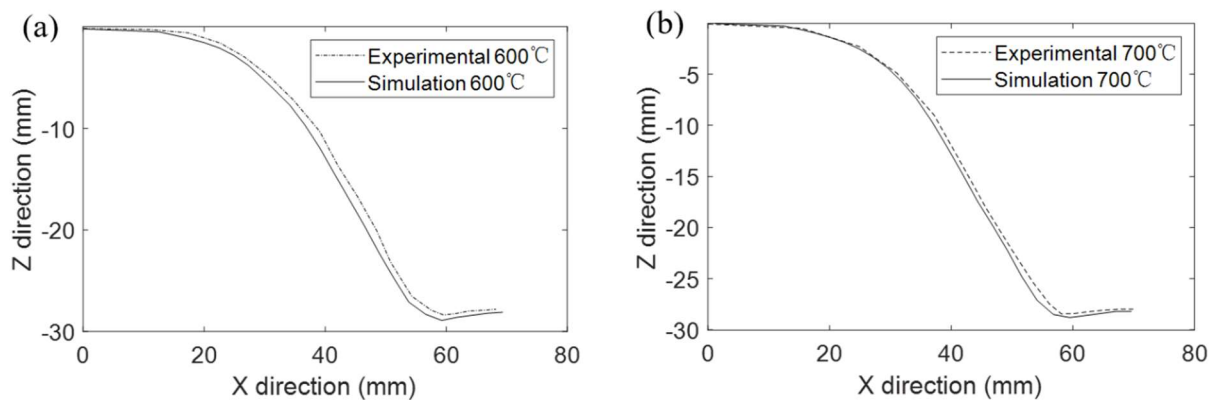 (a)
Experimental 600℃
Simulation 600℃
-10
-20
-30
0
20
40
60
80
Z direction (mm)
X direction (mm)
(b)
Experimental 700℃
Simulation 700℃
-5
-10
-15
-20
-25
-30
0
20
40
60
80
Z direction (mm)
X direction (mm)